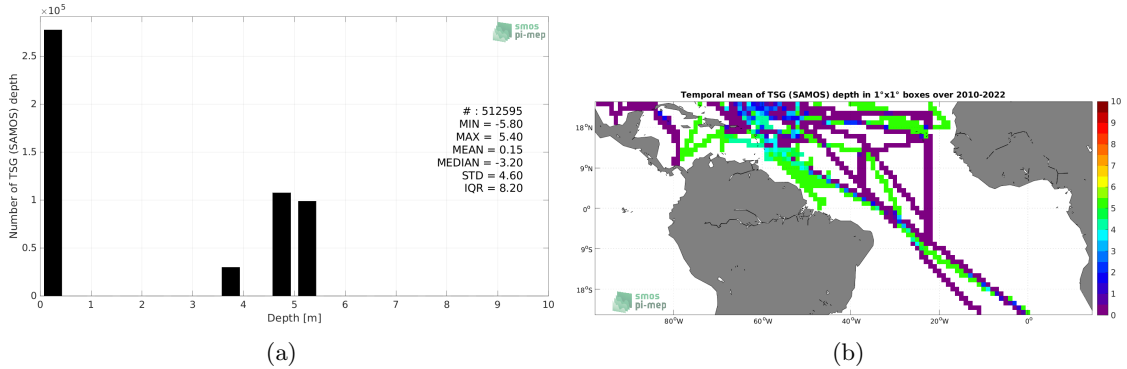 ×10⁵
2.5
2
1.5
1
0.5
0
Number of TSG (SAMOS) depth
smos
pi-mep
# : 512595
MIN = -5.80
MAX = 5.40
MEAN = 0.15
MEDIAN = -3.20
STD = 4.60
IQR = 8.20
0 1 2 3 4 5 6 7 8 9 10
Depth [m]
(a)
Temporal mean of TSG (SAMOS) depth in 1°x1° boxes over 2010-2022
18°N
9°N
0°
9°S
18°S
80°W 60°W 40°W 20°W 0°
smos
pi-mep
10
9
8
7
6
5
4
3
2
1
0
(b)